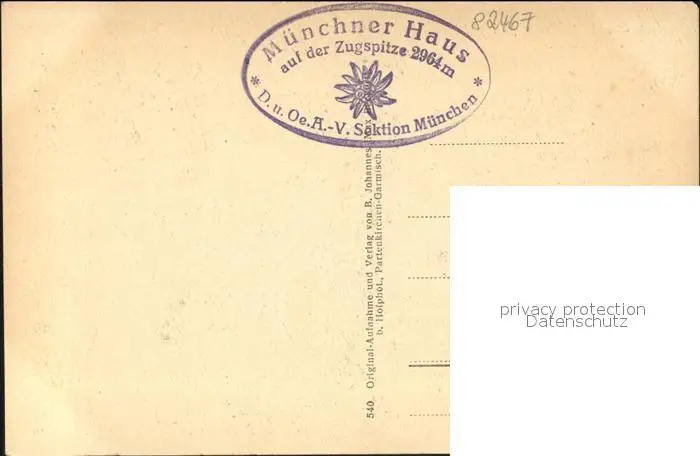 82467
Münchner Haus
auf der Zugspitze 2964m
* D. u. Oe. A.-V. Sektion München *
540 Original-Aufnahme und Verlag von B. Johannes
b. Hofphot., Partenkirchen-Garmisch.
privacy protection
Datenschutz